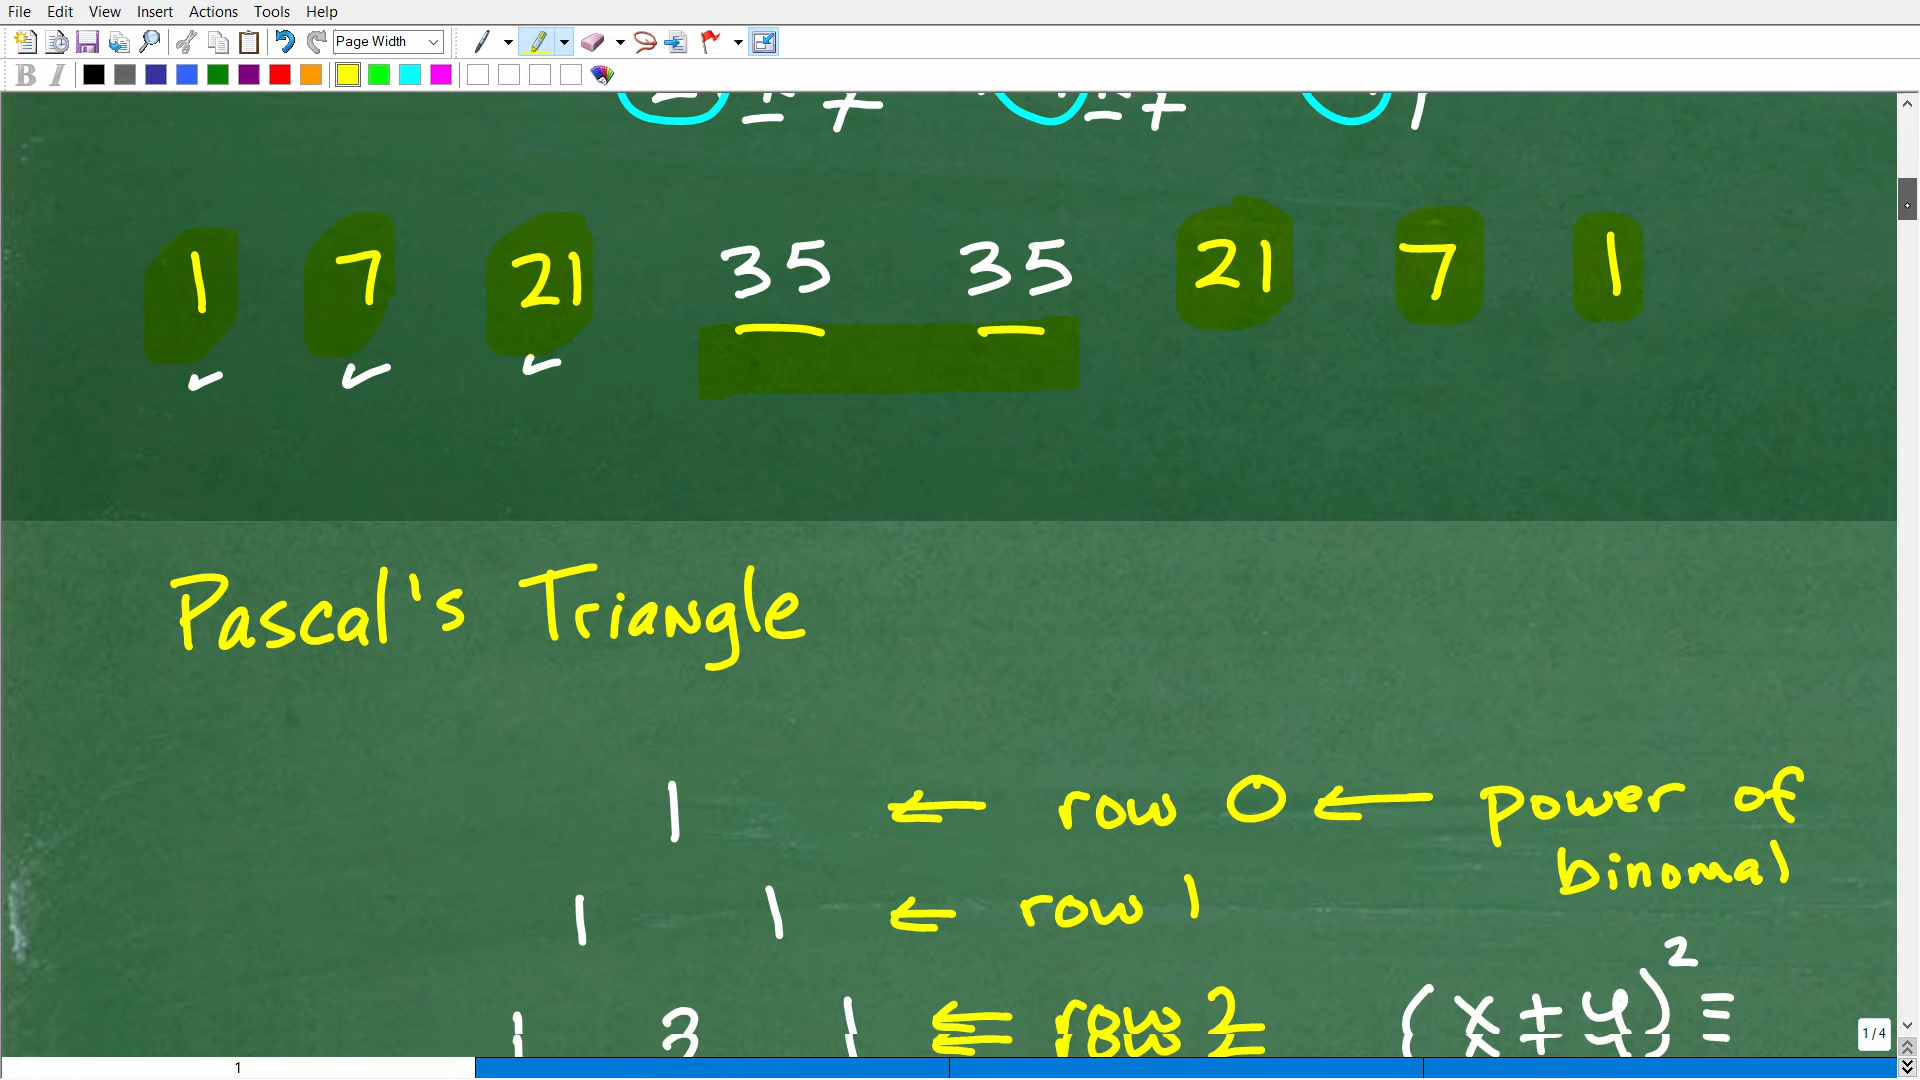 File Edit View Insert Actions Tools Help
Page Width
B I
1 7 21 35 35 21 7 1
Pascal's Triangle
1 ← row 0 ← power of
binomal
1 1 ← row 1
1 2 1 ← row 2 (x+y)² =
1 / 4
1